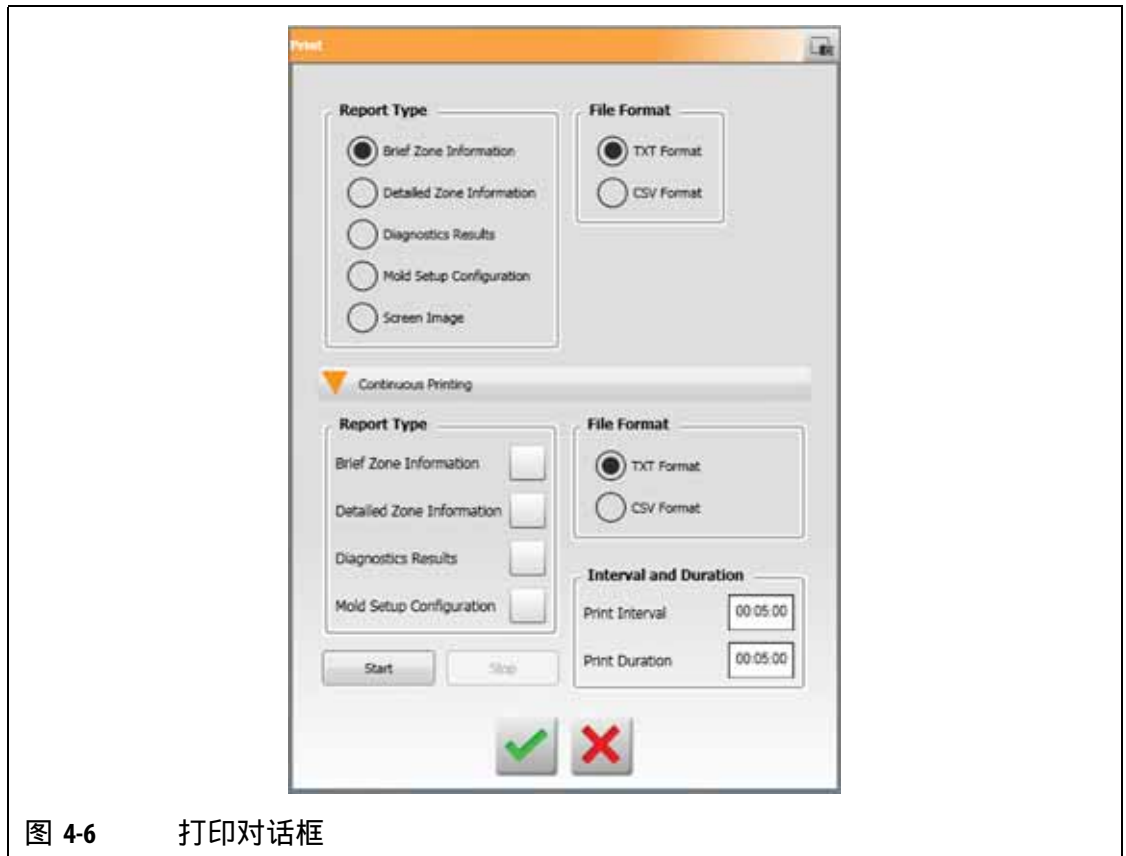 Print
Report Type
Brief Zone Information
Detailed Zone Information
Diagnostics Results
Mold Setup Configuration
Screen Image
File Format
TXT Format
CSV Format
Continuous Printing
Report Type
Brief Zone Information
Detailed Zone Information
Diagnostics Results
Mold Setup Configuration
File Format
TXT Format
CSV Format
Interval and Duration
Print Interval 00:05:00
Print Duration 00:05:00
Start
Stop
图 4-6 打印对话框